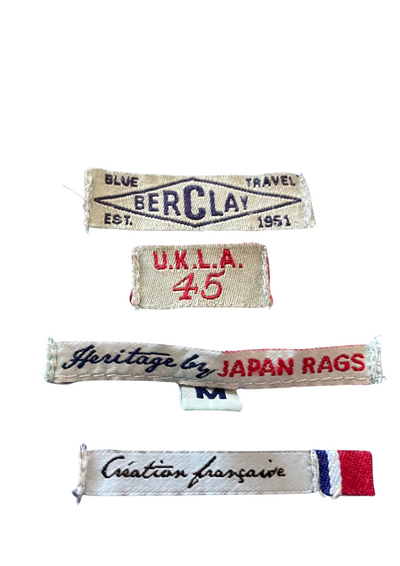 BLUE TRAVEL
BERCLAY
EST. 1951
U.K.L.A.
45
Heritage by JAPAN RAGS
M
Création française